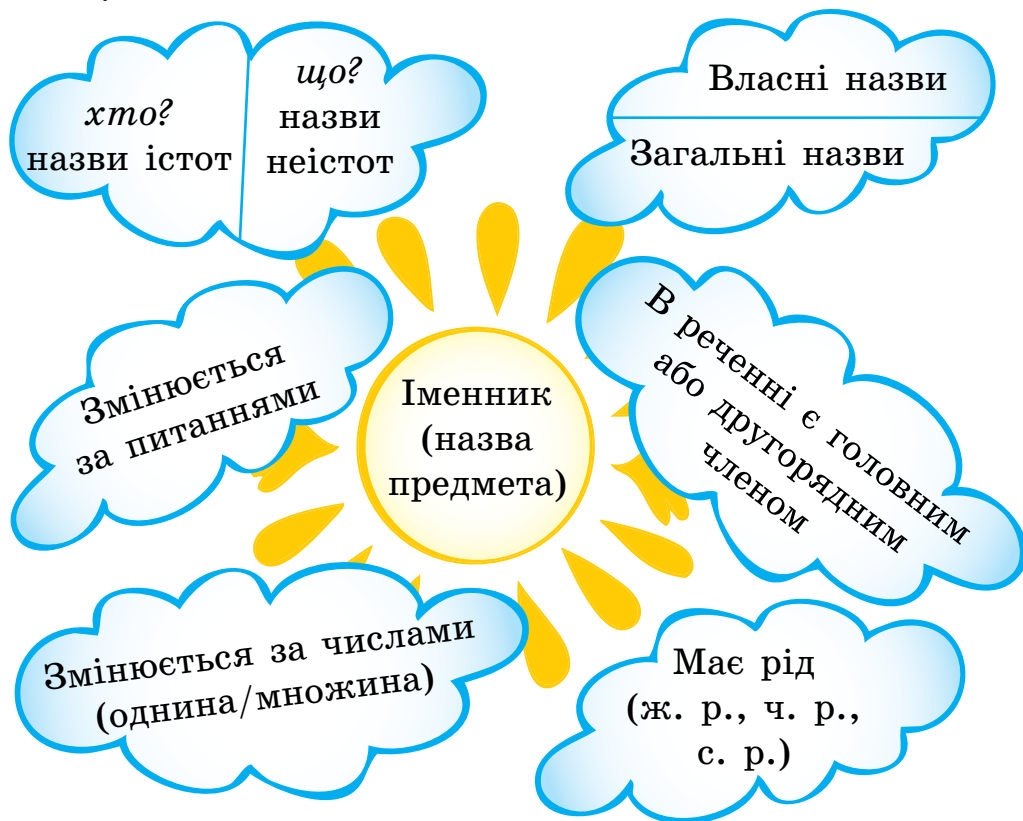 хто?
назви істот
що?
назви
неістот
Власні назви
Загальні назви
Змінюється
за питаннями
Іменник
(назва
предмета)
В реченні є головним
або другорядним
членом
Змінюється за числами
(однина/множина)
Має рід
(ж. р., ч. р.,
с. р.)